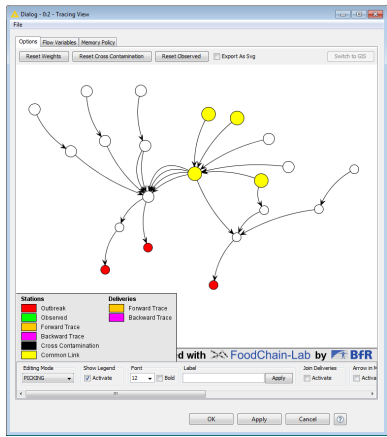 Dialog - 0:2 - Tracing View
File
Options Flow Variables Memory Policy
Reset Weights Reset Cross Contamination Reset Observed Export As Svg Switch to GIS
Stations Deliveries
Outbreak Forward Trace
Observed Backward Trace
Forward Trace
Backward Trace
Cross Contamination
Common Link
d with FoodChain-Lab by BfR
Editing Mode Show Legend Font Label Join Deliveries Arrow in M
PICKING Activate 12 Bold Apply Activate Activa
OK Apply Cancel ?